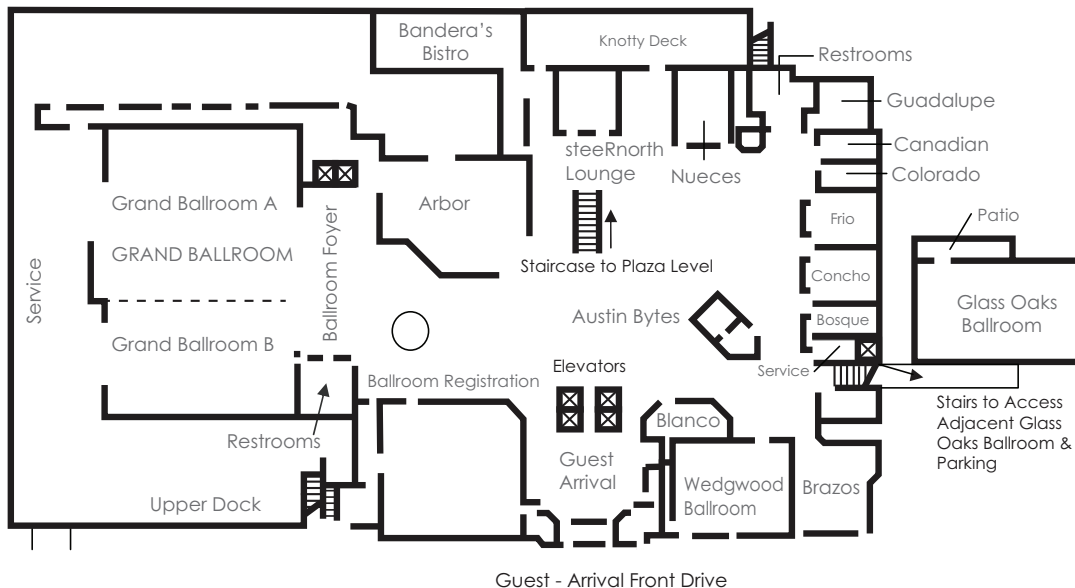 Bandera's
Bistro
Knotty Deck
Restrooms
Guadalupe
Canadian
Colorado
steeRnorth
Lounge
Nueces
Grand Ballroom A
Arbor
Frio
Patio
GRAND BALLROOM
Ballroom Foyer
Service
Staircase to Plaza Level
Concho
Glass Oaks
Ballroom
Austin Bytes
Bosque
Grand Ballroom B
Service
Elevators
Ballroom Registration
Stairs to Access
Adjacent Glass
Oaks Ballroom &
Parking
Restrooms
Blanco
Guest
Arrival
Wedgwood
Ballroom
Brazos
Upper Dock
Guest - Arrival Front Drive